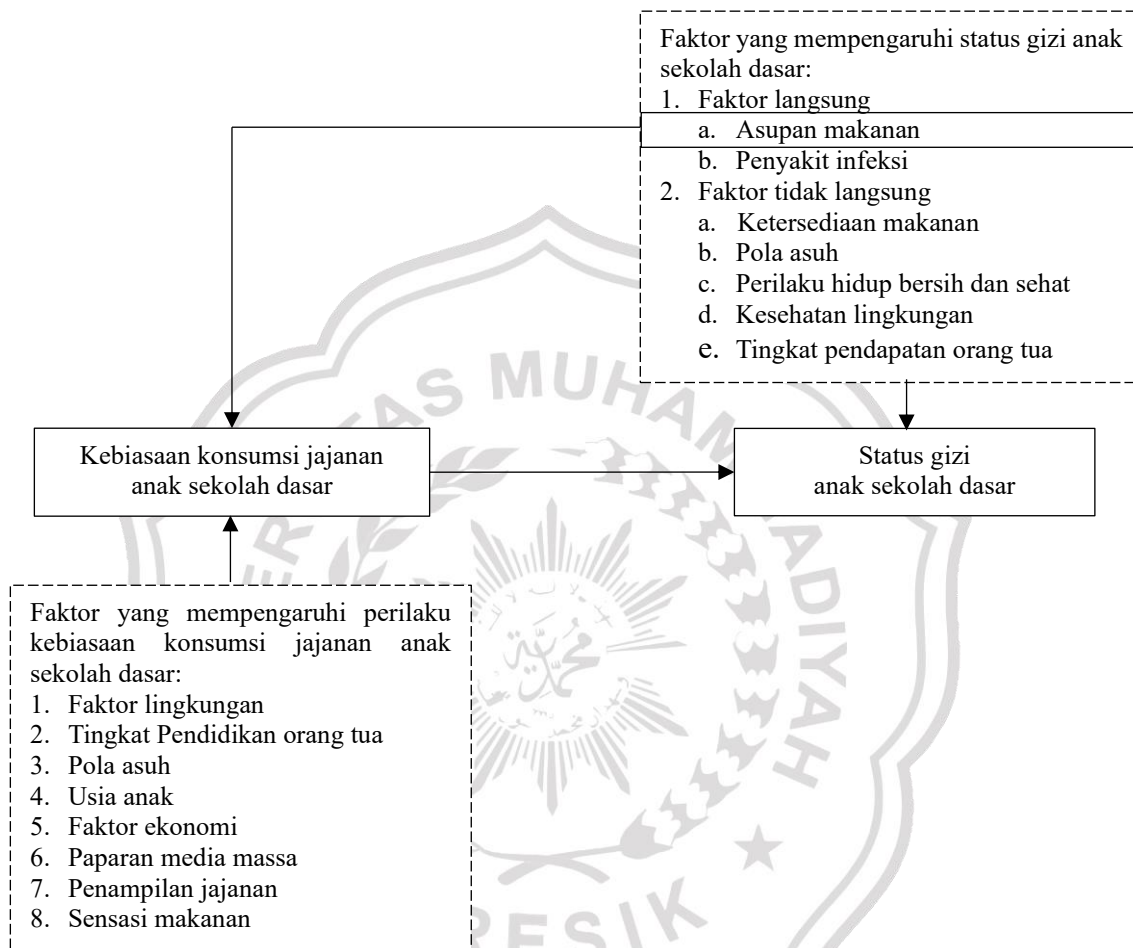 Faktor yang mempengaruhi status gizi anak
sekolah dasar:
1. Faktor langsung
a. Asupan makanan
b. Penyakit infeksi
2. Faktor tidak langsung
a. Ketersediaan makanan
b. Pola asuh
c. Perilaku hidup bersih dan sehat
d. Kesehatan lingkungan
e. Tingkat pendapatan orang tua
Kebiasaan konsumsi jajanan
anak sekolah dasar
Status gizi
anak sekolah dasar
Faktor yang mempengaruhi perilaku
kebiasaan konsumsi jajanan anak
sekolah dasar:
1. Faktor lingkungan
2. Tingkat Pendidikan orang tua
3. Pola asuh
4. Usia anak
5. Faktor ekonomi
6. Paparan media massa
7. Penampilan jajanan
8. Sensasi makanan
TAS MUHAMMADIYAH
RESIK